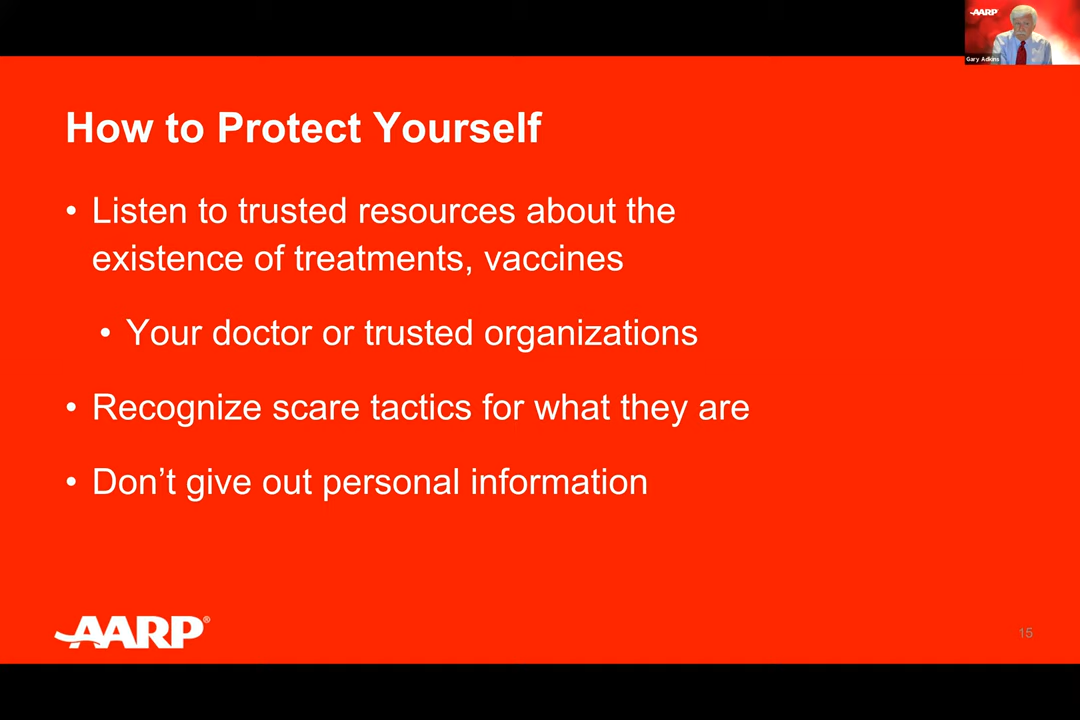 AARP
Gary Adkins
How to Protect Yourself
• Listen to trusted resources about the
existence of treatments, vaccines
• Your doctor or trusted organizations
• Recognize scare tactics for what they are
• Don’t give out personal information
AARP®
15